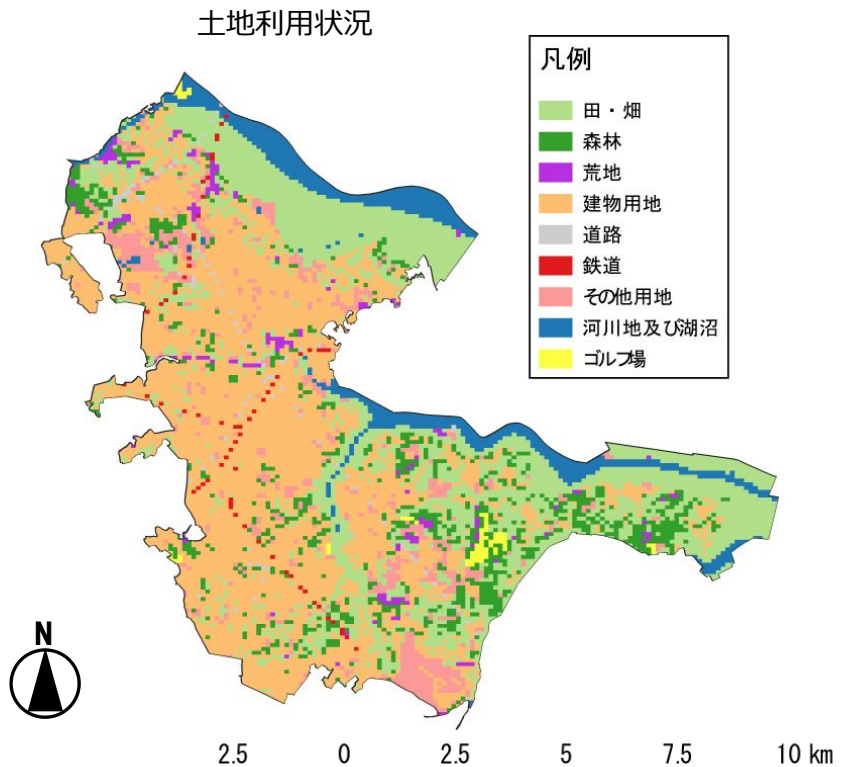 土地利用状況
凡例
田・畑
森林
荒地
建物用地
道路
鉄道
その他用地
河川地及び湖沼
ゴルフ場
N
2.5 0 2.5 5 7.5 10 km